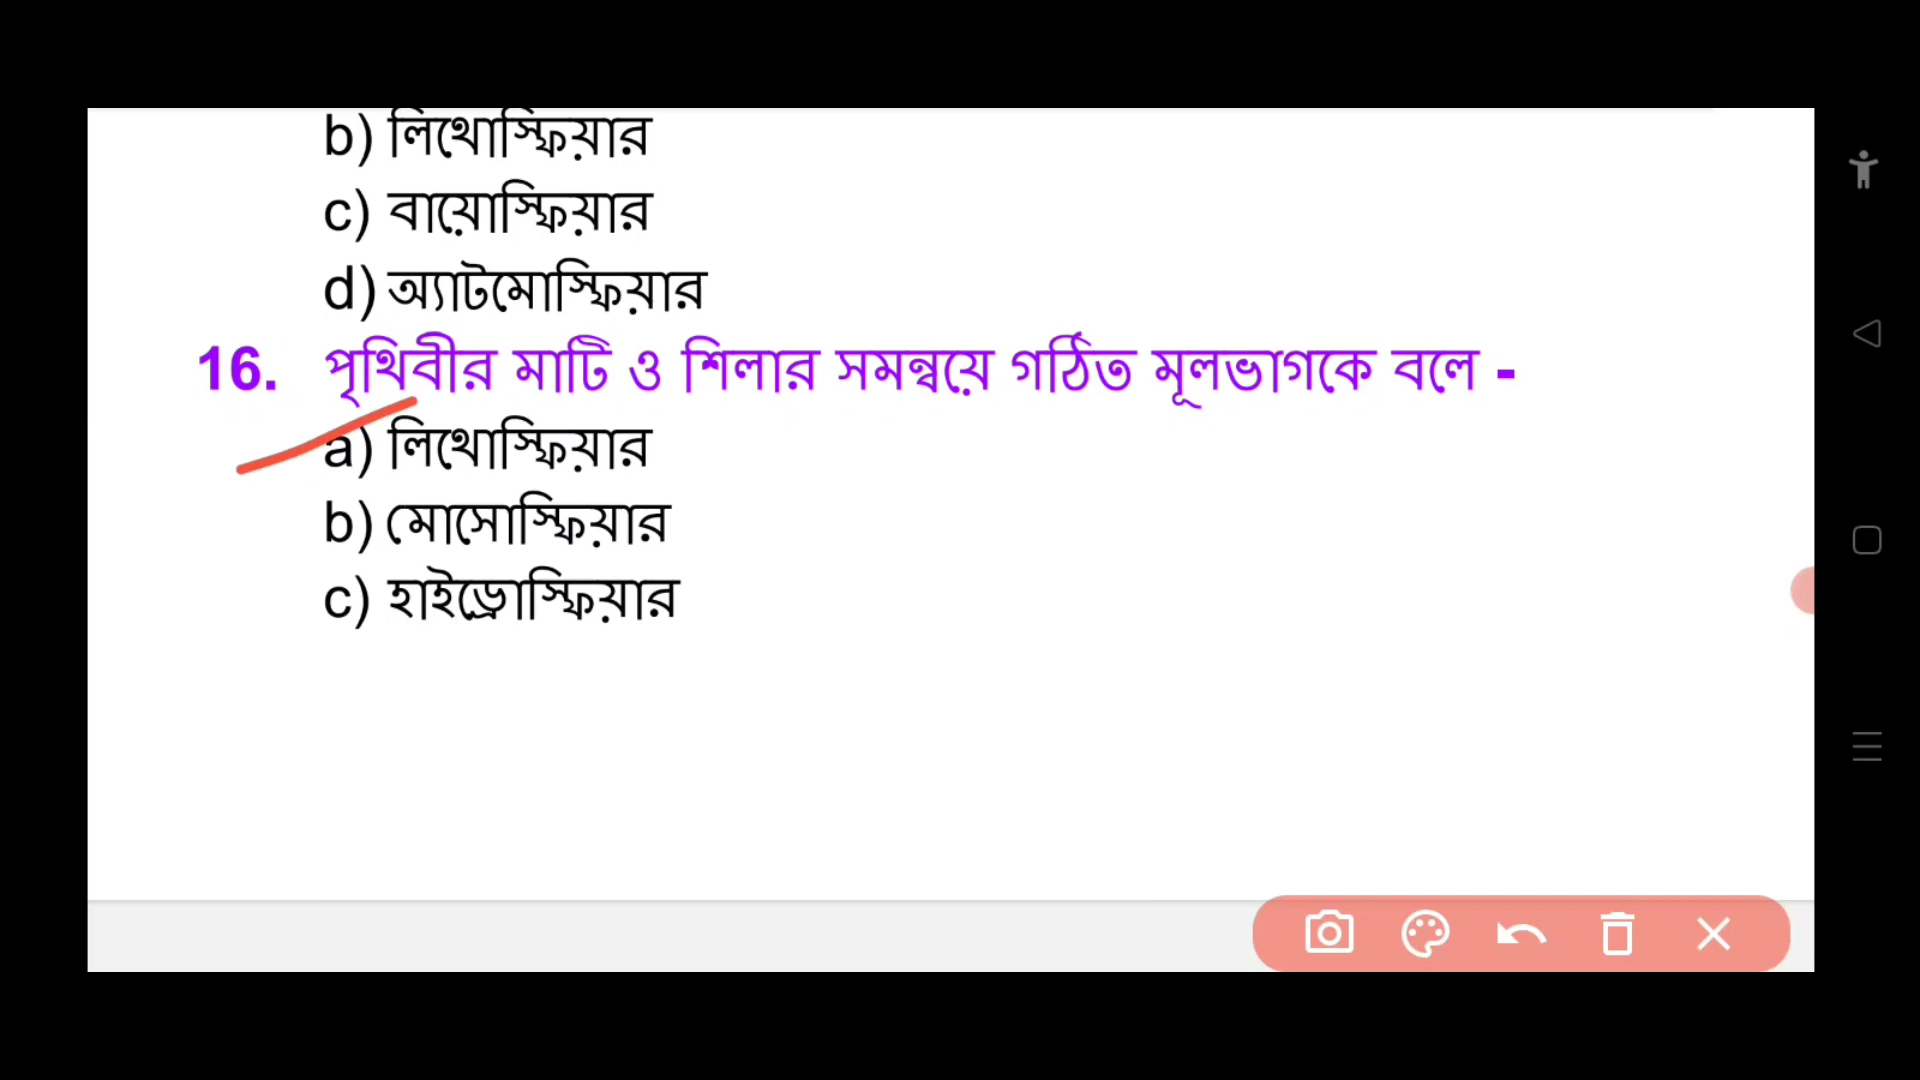 b) লিথোস্ফিয়ার
c) বায়োস্ফিয়ার
d) অ্যাটমোস্ফিয়ার
16. পৃথিবীর মাটি ও শিলার সমন্বয়ে গঠিত মূলভাগকে বলে -
a) লিথোস্ফিয়ার
b) মোসোস্ফিয়ার
c) হাইড্রোস্ফিয়ার